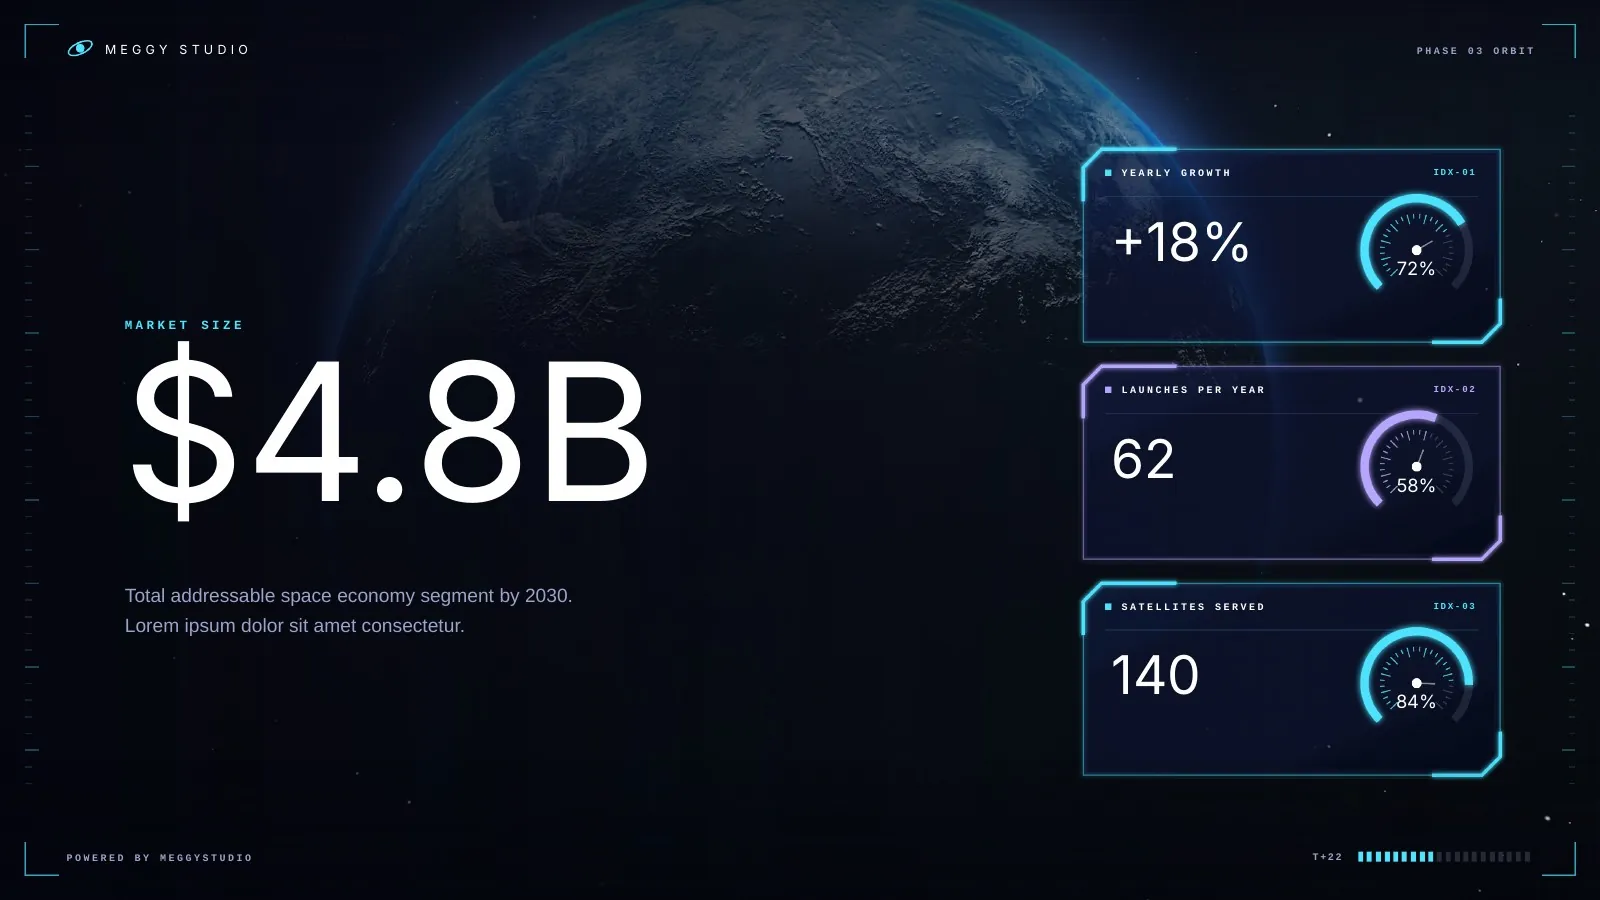 MEGGY STUDIO
PHASE 03 ORBIT
MARKET SIZE
$4.8B
Total addressable space economy segment by 2030.
Lorem ipsum dolor sit amet consectetur.
YEARLY GROWTH
IDX-01
+18%
72%
LAUNCHES PER YEAR
IDX-02
62
58%
SATELLITES SERVED
IDX-03
140
84%
POWERED BY MEGGYSTUDIO
T+22